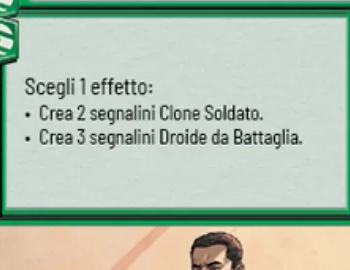 Scegli 1 effetto:
• Crea 2 segnalini Clone Soldato.
• Crea 3 segnalini Droide da Battaglia.